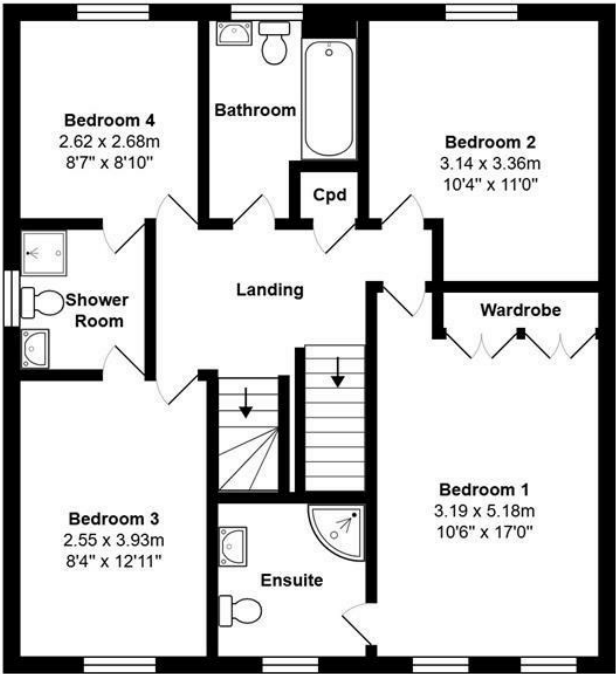 Bedroom 4
2.62 x 2.68m
8'7" x 8'10"
Bathroom
Bedroom 2
3.14 x 3.36m
10'4" x 11'0"
Cpd
Shower
Room
Landing
Wardrobe
Bedroom 3
2.55 x 3.93m
8'4" x 12'11"
Ensuite
Bedroom 1
3.19 x 5.18m
10'6" x 17'0"